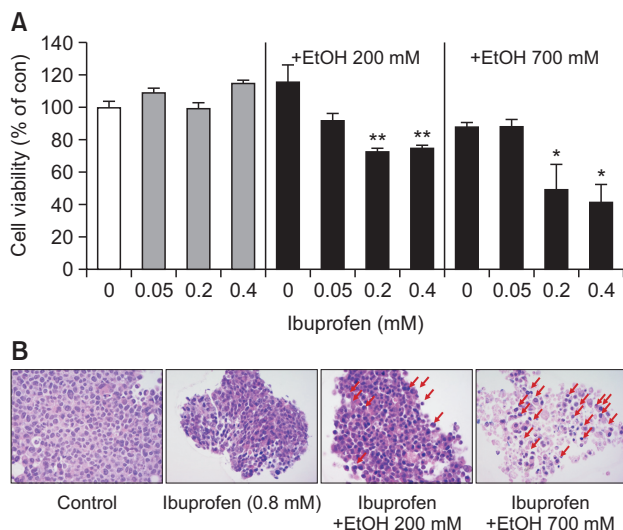 A
140
120
100
80
60
40
20
0
Cell viability (% of con)
+EtOH 200 mM
+EtOH 700 mM
**
**
*
*
0 0.05 0.2 0.4 0 0.05 0.2 0.4 0 0.05 0.2 0.4
Ibuprofen (mM)
B
Control
Ibuprofen (0.8 mM)
Ibuprofen
+EtOH 200 mM
Ibuprofen
+EtOH 700 mM